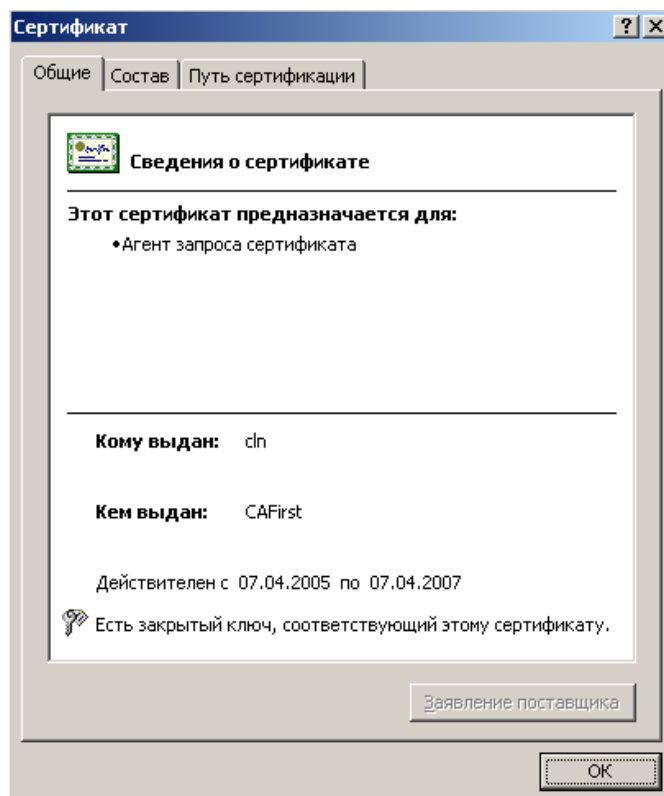 Сертификат
Общие Состав Путь сертификации
Сведения о сертификате
Этот сертификат предназначается для:
•Агент запроса сертификата
Кому выдан: cln
Кем выдан: CAFirst
Действителен с 07.04.2005 по 07.04.2007
Есть закрытый ключ, соответствующий этому сертификату.
Заявление поставщика
ОК